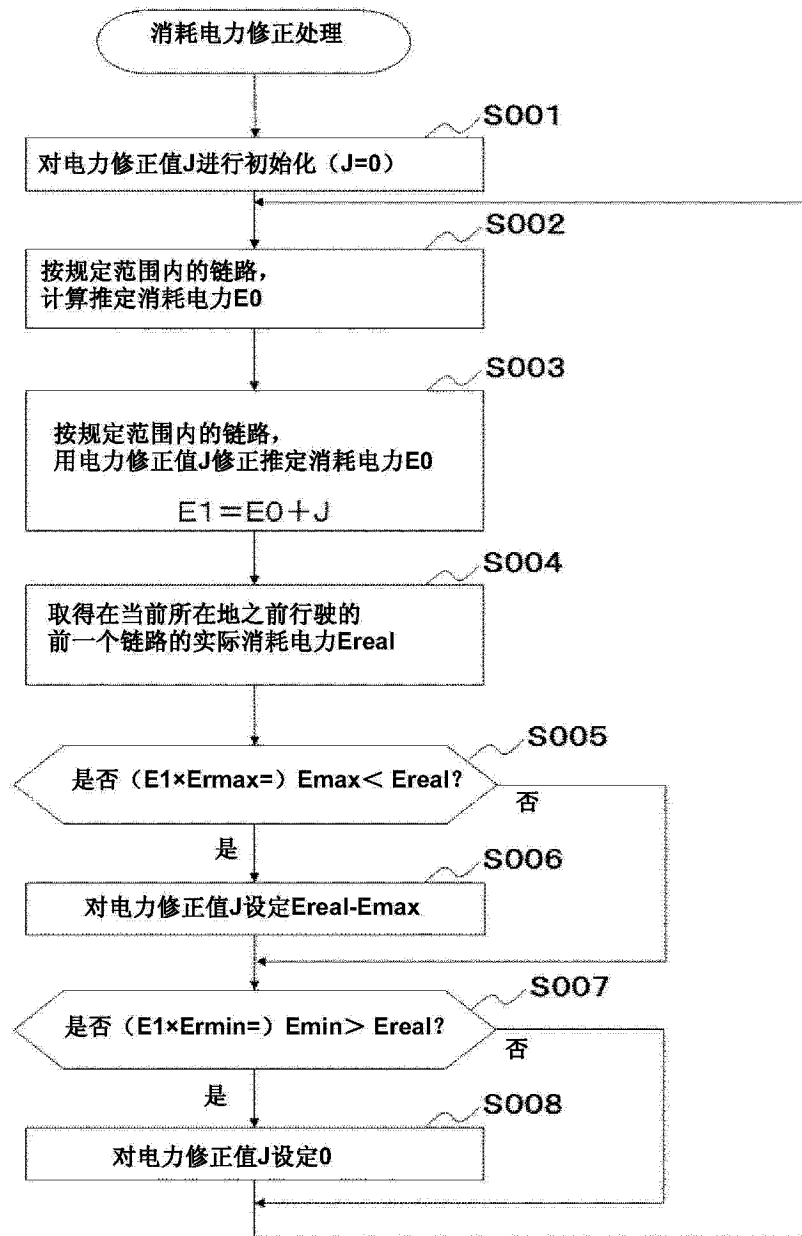 消耗电力修正处理
S001
对电力修正值J进行初始化（J=0）
S002
按规定范围内的链路，
计算推定消耗电力E0
S003
按规定范围内的链路，
用电力修正值J修正推定消耗电力E0
E1=E0+J
S004
取得在当前所在地之前行驶的
前一个链路的实际消耗电力Ereal
S005
是否（E1×Ermax=）Emax＜ Ereal？
否
是
S006
对电力修正值J设定Ereal-Emax
S007
是否（E1×Ermin=）Emin＞ Ereal？
否
是
S008
对电力修正值J设定0